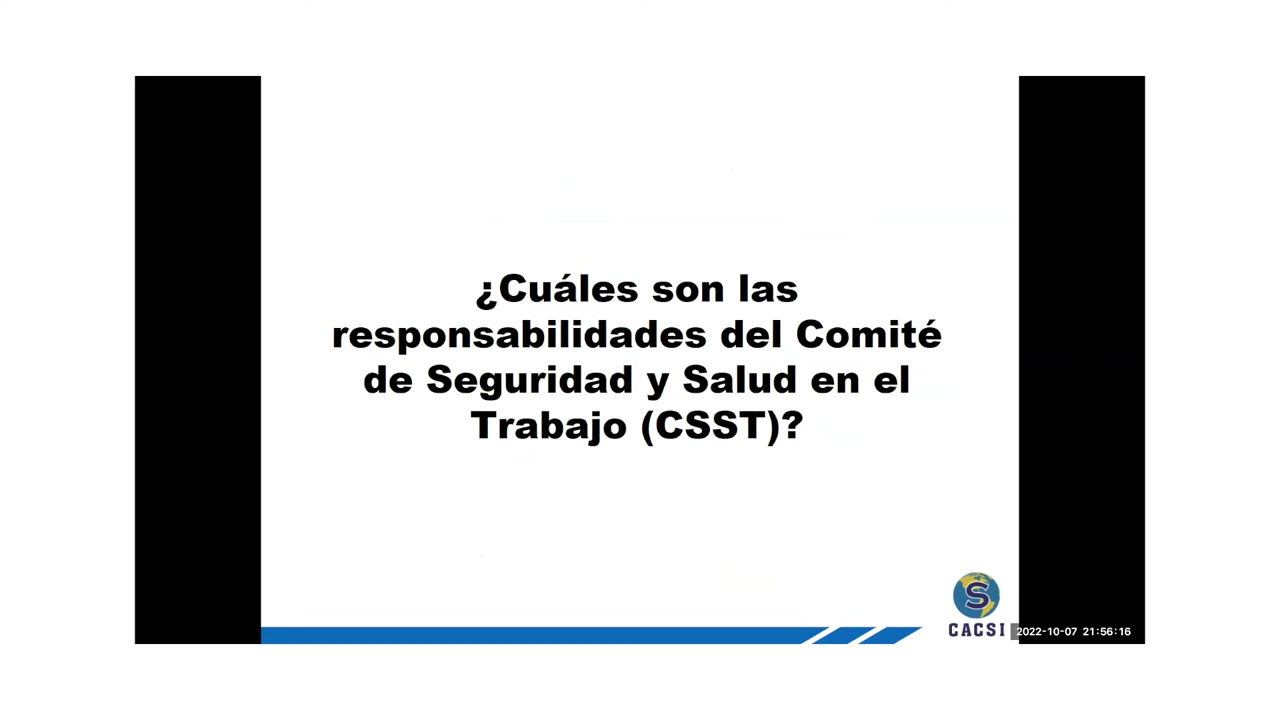 ¿Cuáles son las
responsabilidades del Comité
de Seguridad y Salud en el
Trabajo (CSST)?
S
CACSI
2022-10-07 21:56:16